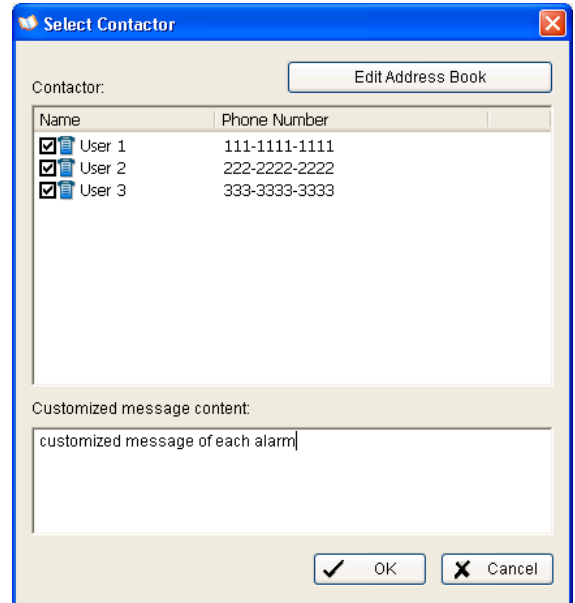 Select Contactor
Edit Address Book
Contactor:
Name Phone Number
User 1 111-1111-1111
User 2 222-2222-2222
User 3 333-3333-3333
Customized message content:
customized message of each alarm
OK Cancel